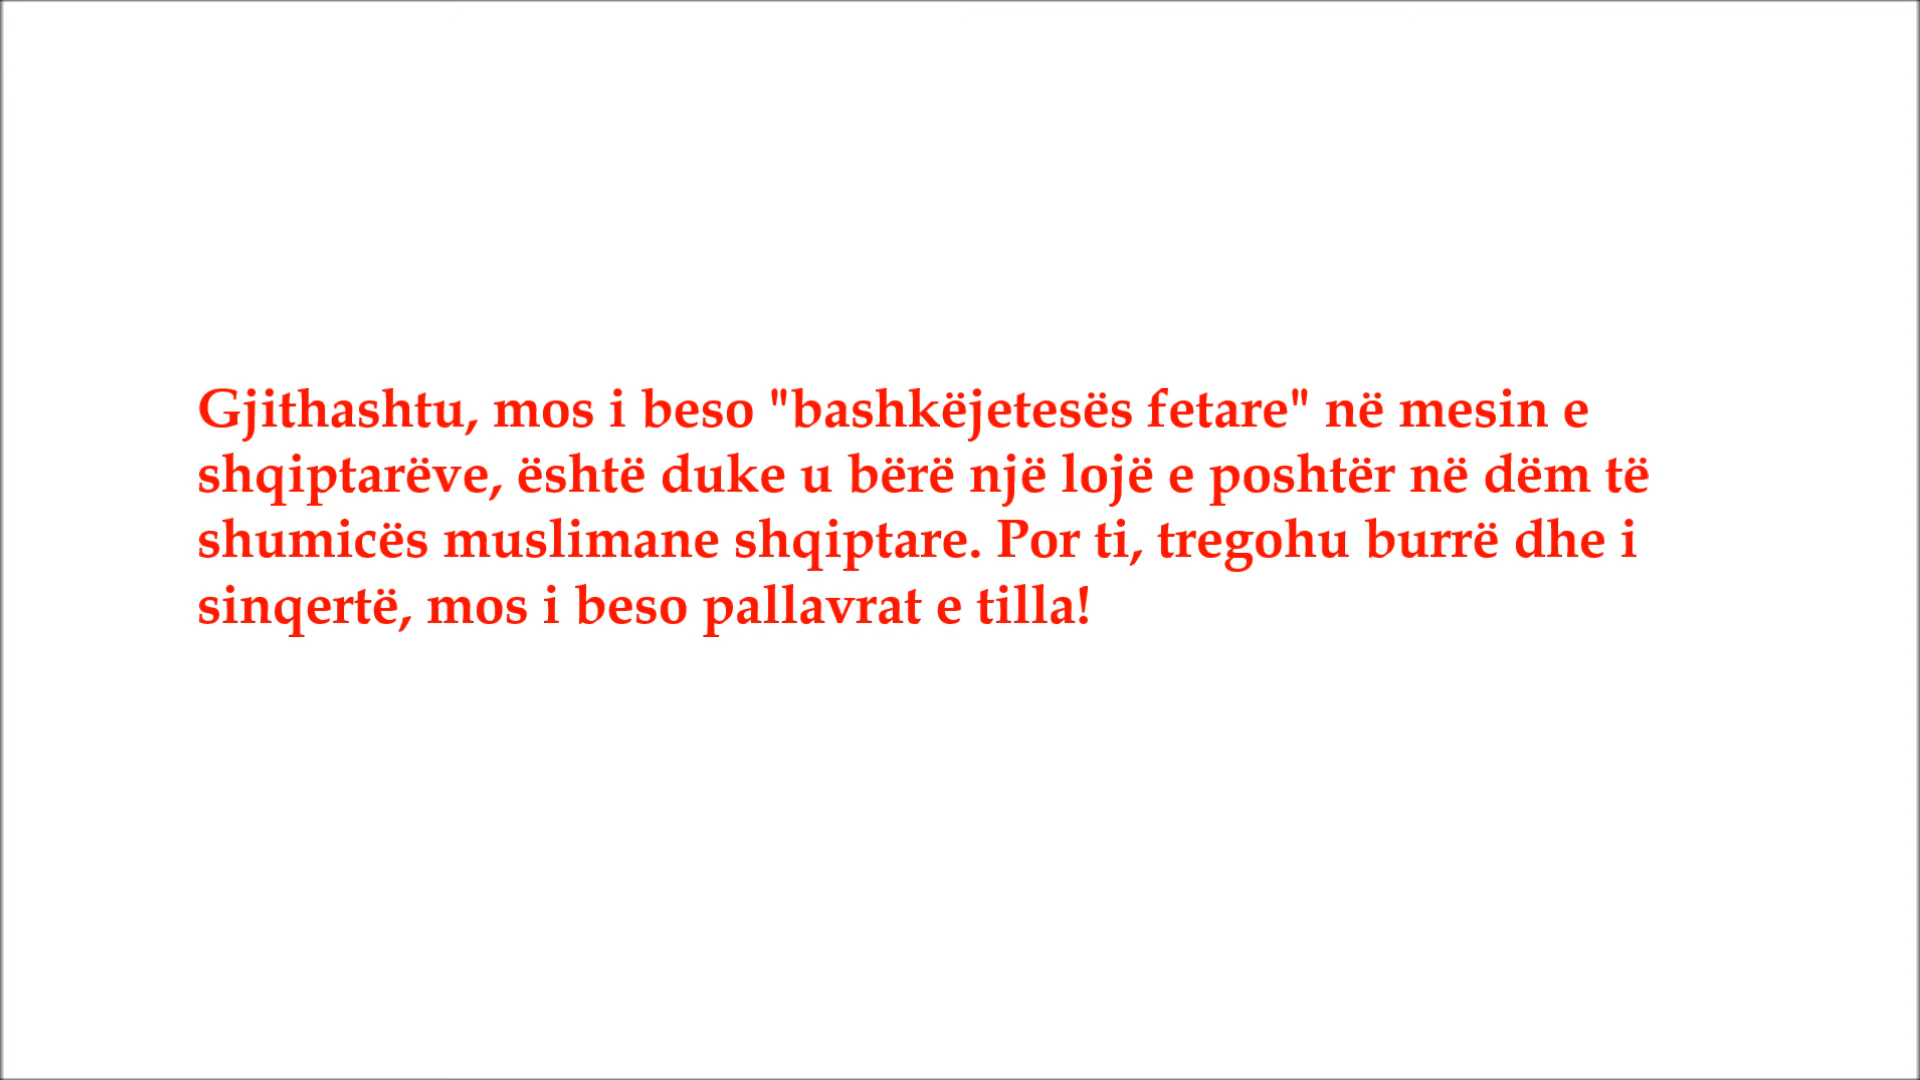 Gjithashtu, mos i beso "bashkëjetesës fetare" në mesin e
shqiptarëve, është duke u bërë një lojë e poshtër në dëm të
shumicës muslimane shqiptare. Por ti, tregohu burrë dhe i
sinqertë, mos i beso pallavrat e tilla!